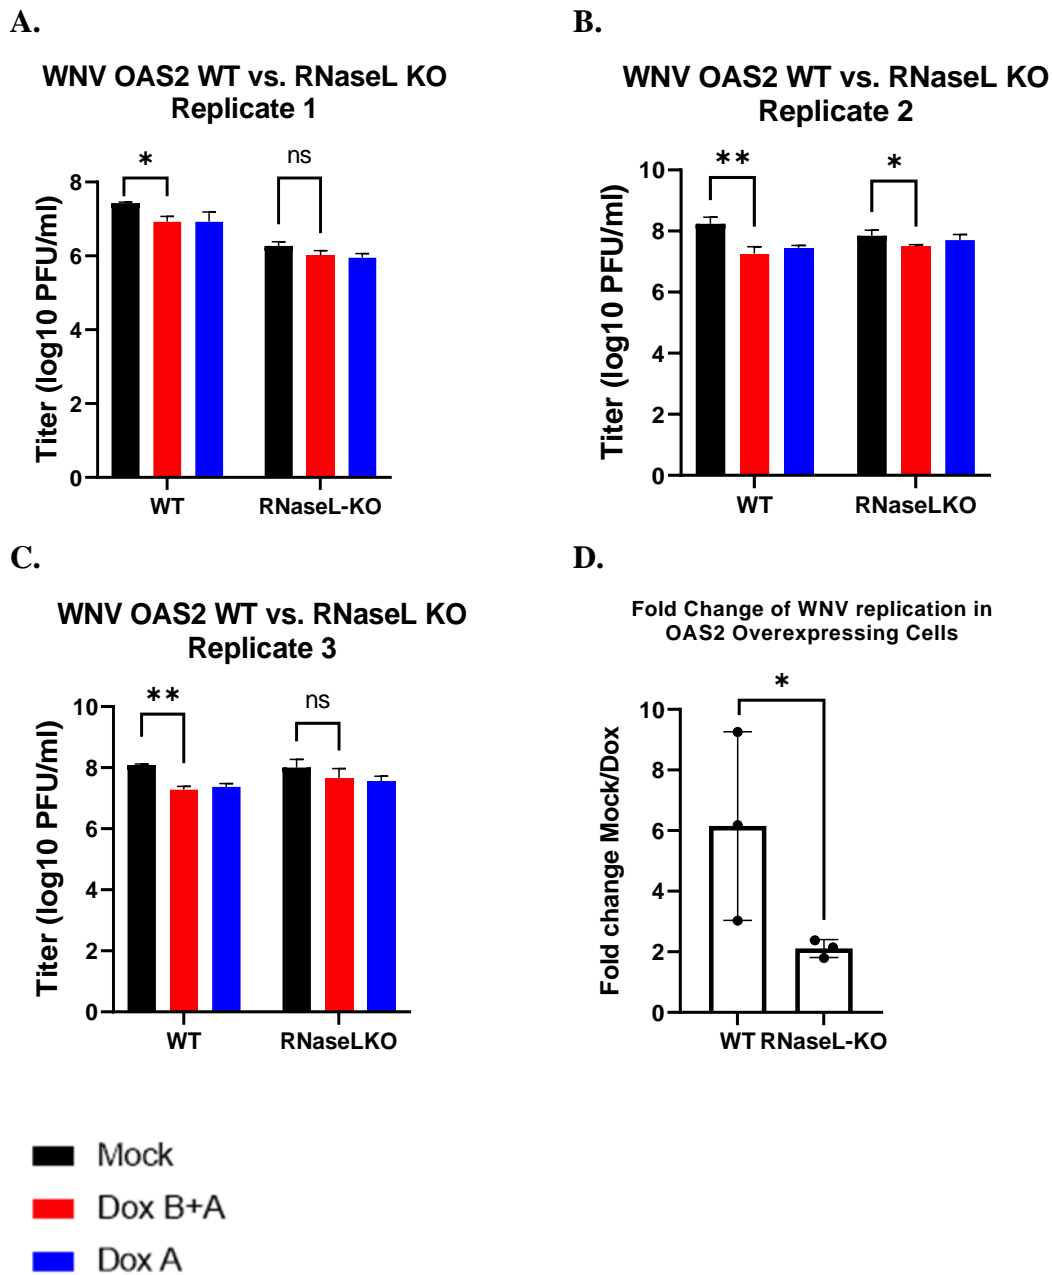 A.
WNV OAS2 WT vs. RNaseL KO
Replicate 1
*
ns
8
6
4
2
0
Titer (log10 PFU/ml)
WT
RNaseL-KO
B.
WNV OAS2 WT vs. RNaseL KO
Replicate 2
**
*
10
8
6
4
2
0
Titer (log10 PFU/ml)
WT
RNaseLKO
C.
WNV OAS2 WT vs. RNaseL KO
Replicate 3
**
ns
10
8
6
4
2
0
Titer (log10 PFU/ml)
WT
RNaseLKO
D.
Fold Change of WNV replication in
OAS2 Overexpressing Cells
*
10
8
6
4
2
0
Fold change Mock/Dox
WT
RNaseL-KO
Mock
Dox B+A
Dox A